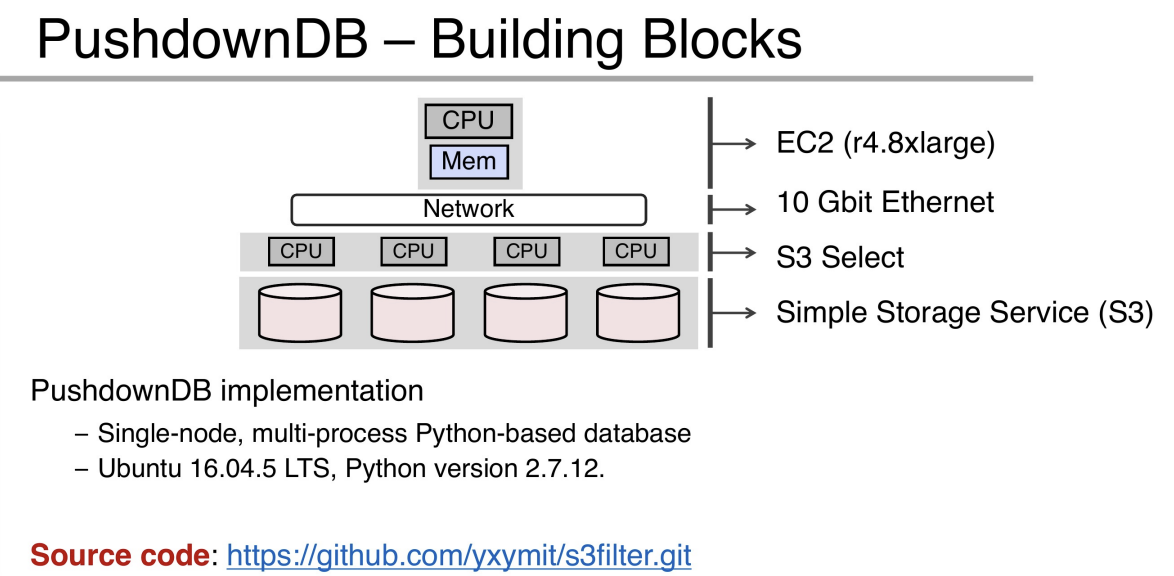 PushdownDB – Building Blocks
CPU
Mem
EC2 (r4.8xlarge)
Network
10 Gbit Ethernet
CPU CPU CPU CPU
S3 Select
Simple Storage Service (S3)
PushdownDB implementation
– Single-node, multi-process Python-based database
– Ubuntu 16.04.5 LTS, Python version 2.7.12.
Source code: https://github.com/yxymit/s3filter.git